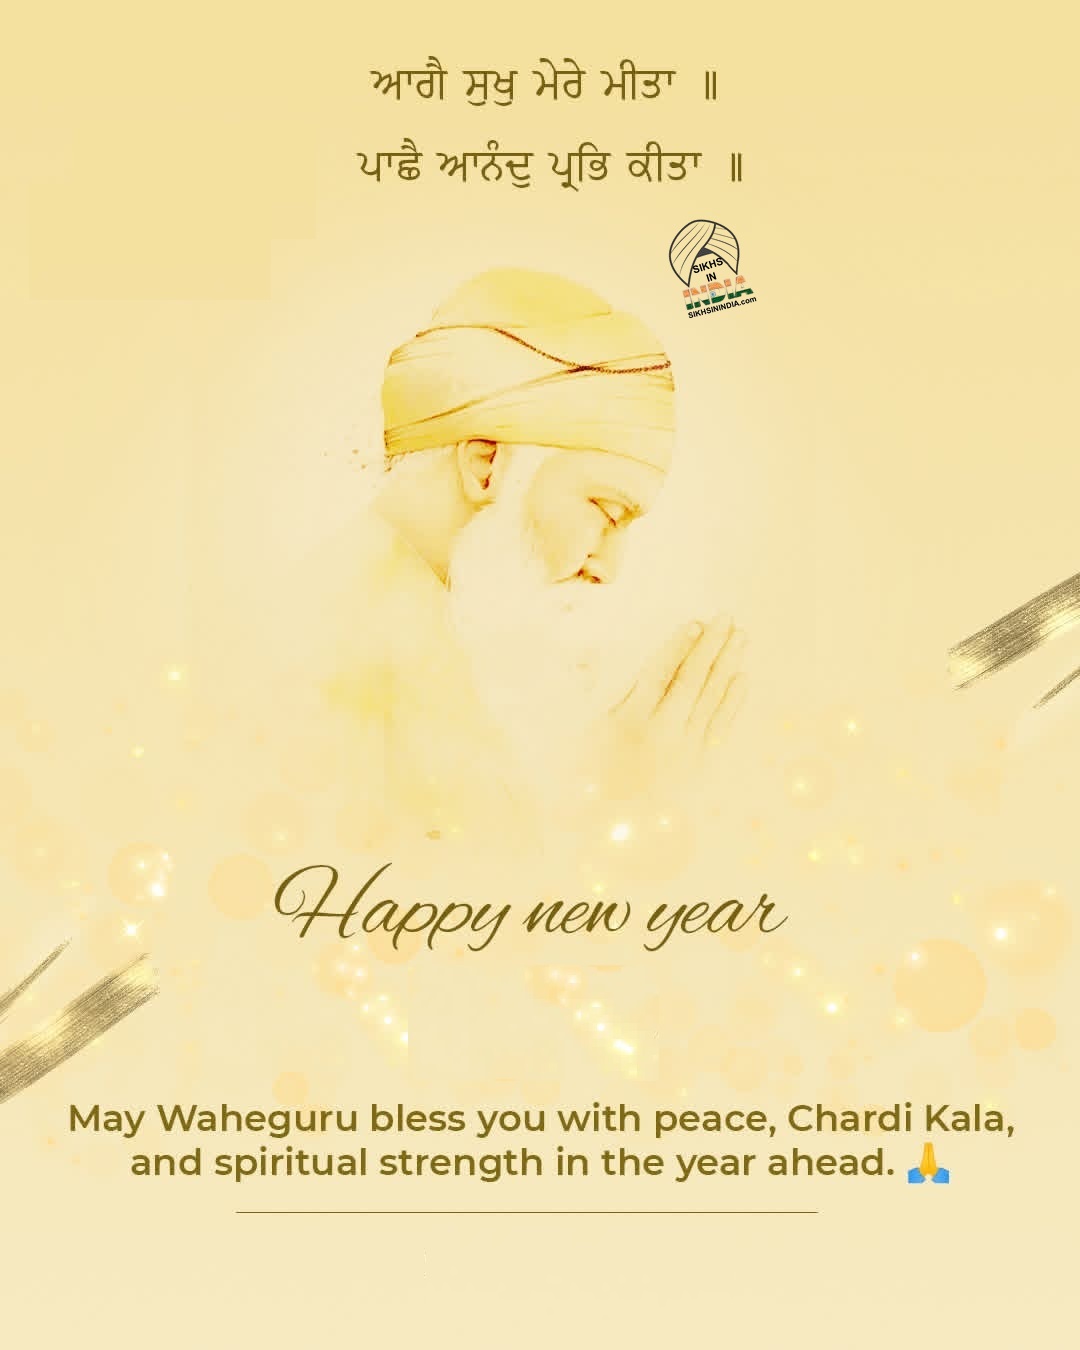 ਆਗੈ ਸੁਖੁ ਮੇਰੇ ਮੀਤਾ ॥
ਪਾਛੈ ਆਨੰਦੁ ਪ੍ਰਭਿ ਕੀਤਾ ॥
SIKHS
IN
INDIA
SIKHSININDIA.com
Happy new year
May Waheguru bless you with peace, Chardi Kala,
and spiritual strength in the year ahead. 🙏